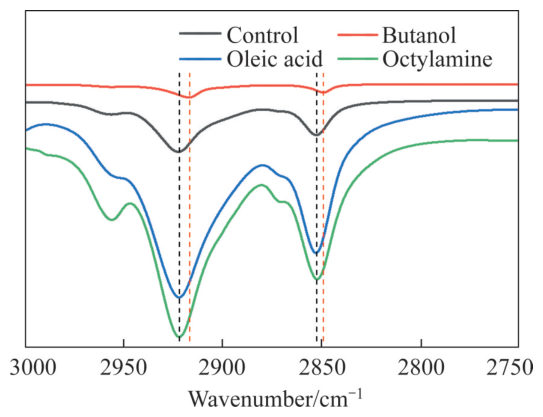 Control Butanol
Oleic acid Octylamine
3000 2950 2900 2850 2800 2750
Wavenumber/cm⁻¹